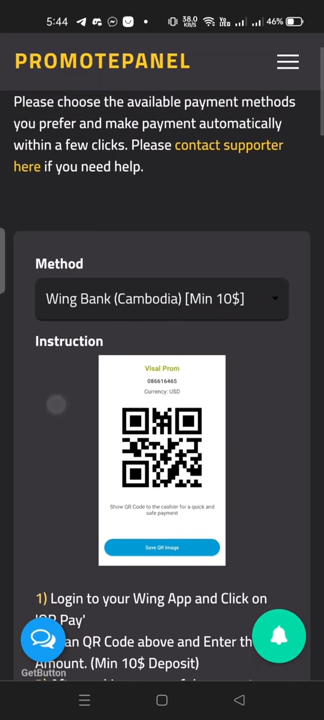 5:44
38.0
KB/S
46%
PROMOTEPANEL
Please choose the available payment methods
you prefer and make payment automatically
within a few clicks. Please contact supporter
here if you need help.
Method
Wing Bank (Cambodia) [Min 10$]
Instruction
Visal Prom
086616465
Currency: USD
Show QR Code to the cashier for a quick and
safe payment
Save QR Image
1) Login to your Wing App and Click on
Pay'
QR Code above and Enter
Amount. (Min 10$ Deposit)
GetButton